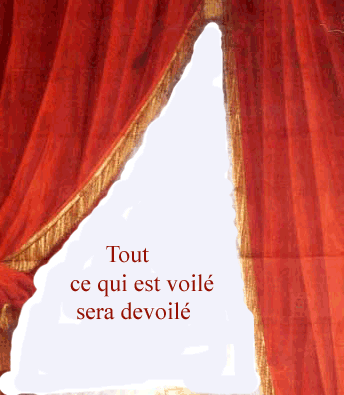 Tout
ce qui est voilé
sera devoilé